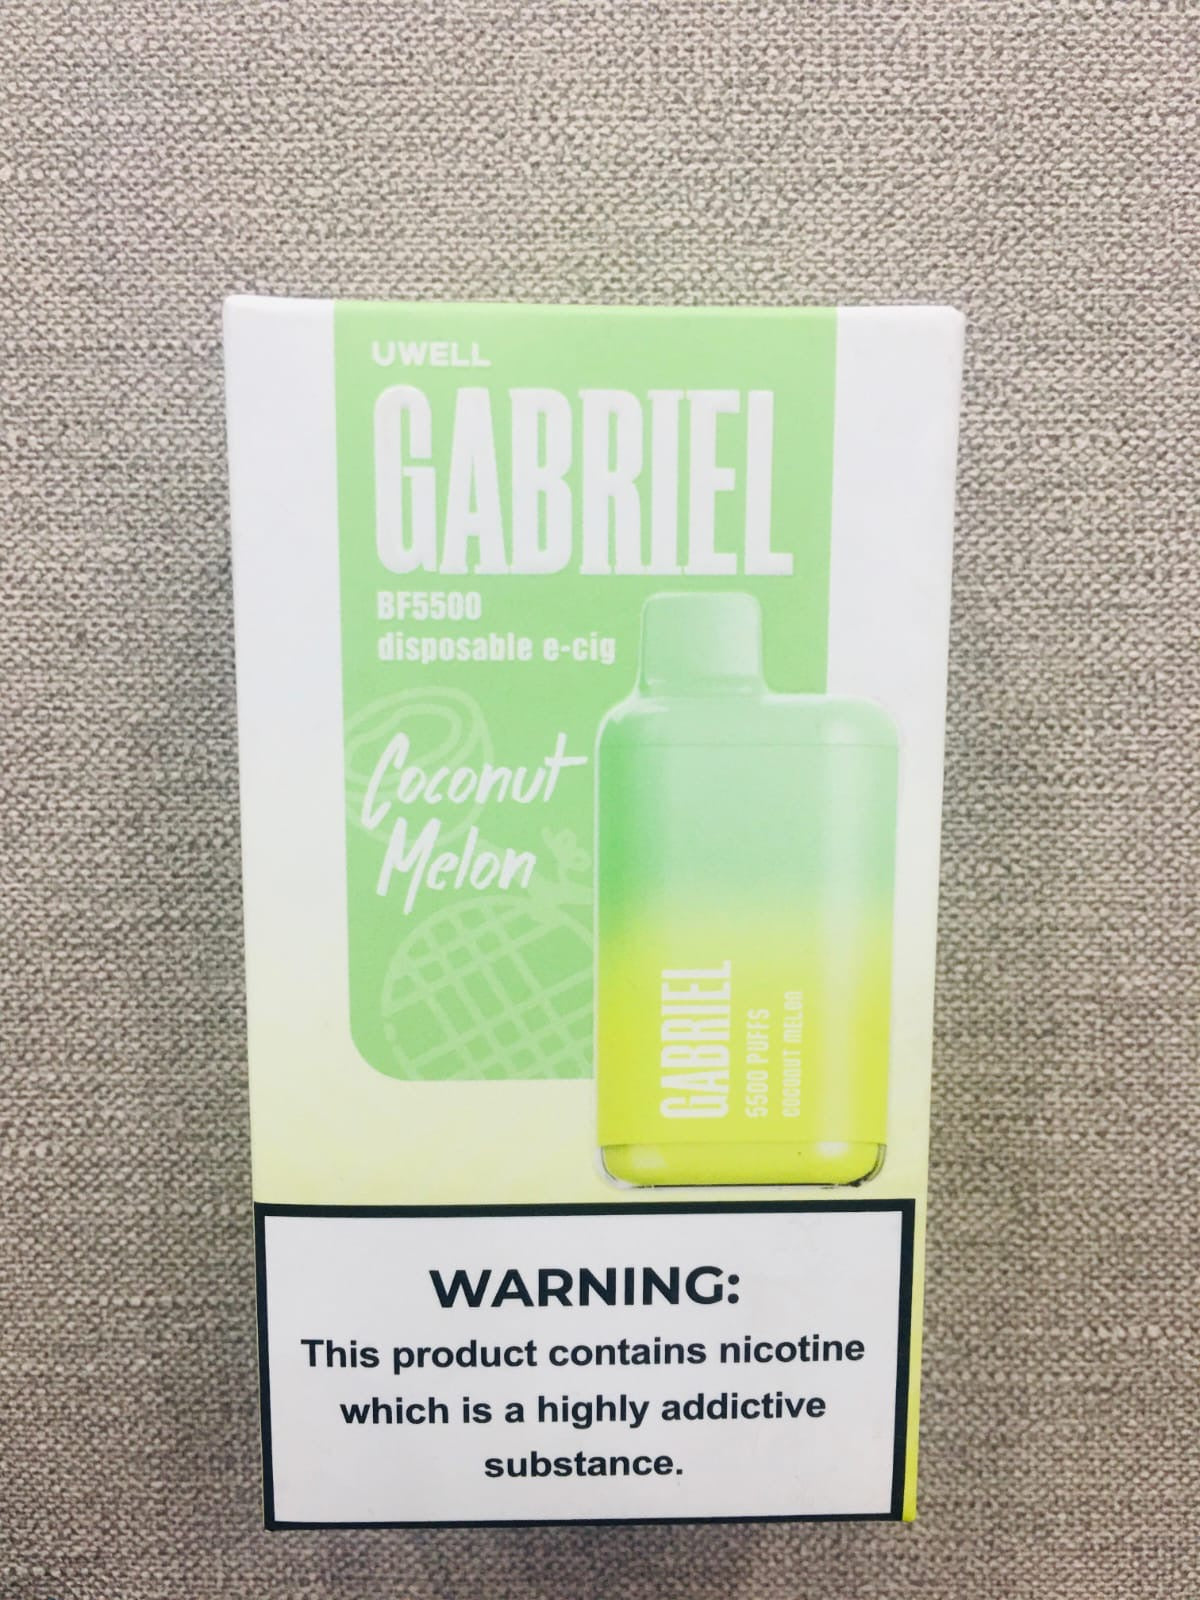 UWELL
GABRIEL
BF5500
disposable e-cig
Coconut
Melon
GABRIEL
5500 PUFFS
COCONUT MELON
WARNING:
This product contains nicotine
which is a highly addictive
substance.